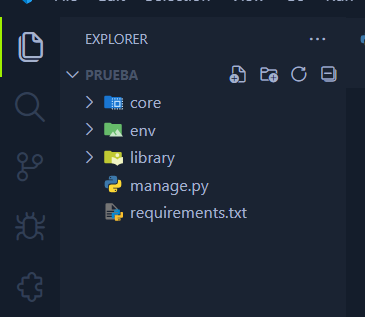 EXPLORER
PRUEBA
core
env
library
manage.py
requirements.txt